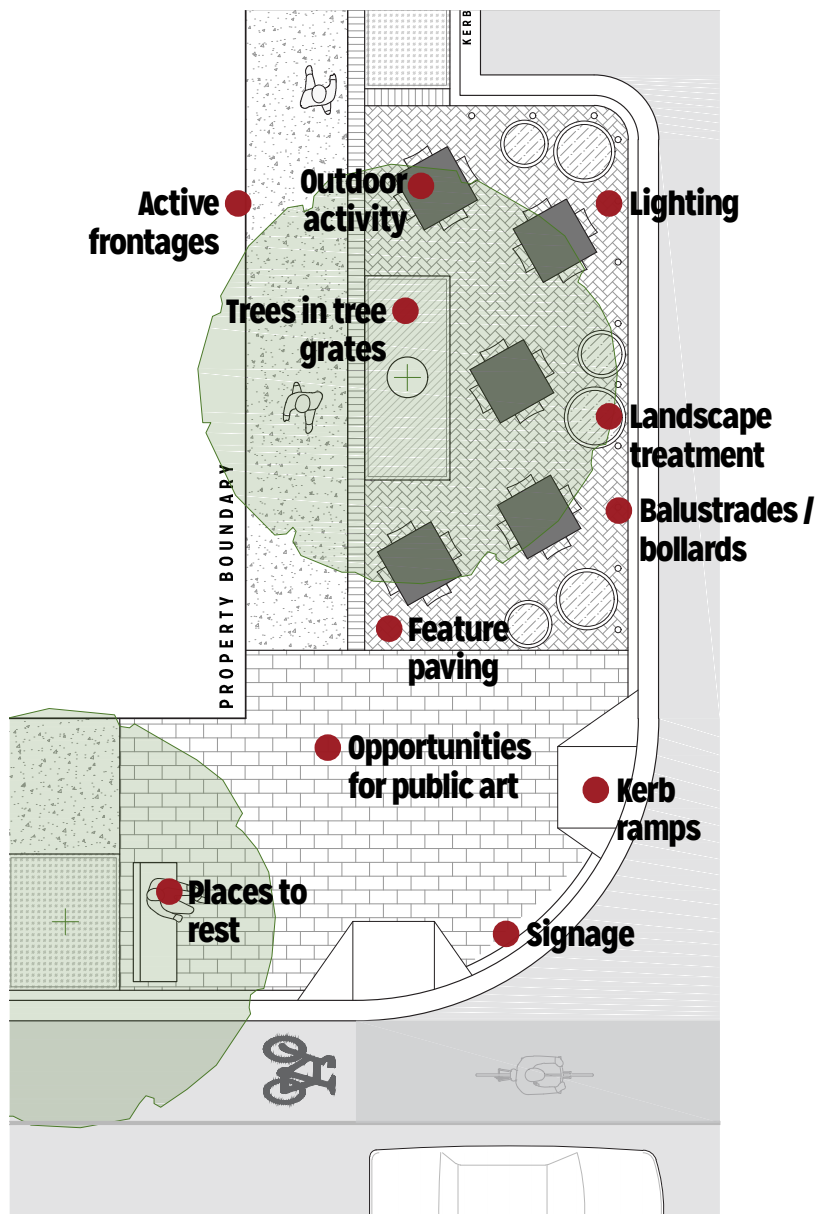 KERB
Outdoor
activity
Active
frontages
Lighting
Trees in tree
grates
Landscape
treatment
Balustrades /
bollards
PROPERTY BOUNDARY
Feature
paving
Opportunities
for public art
Kerb
ramps
Places to
rest
Signage